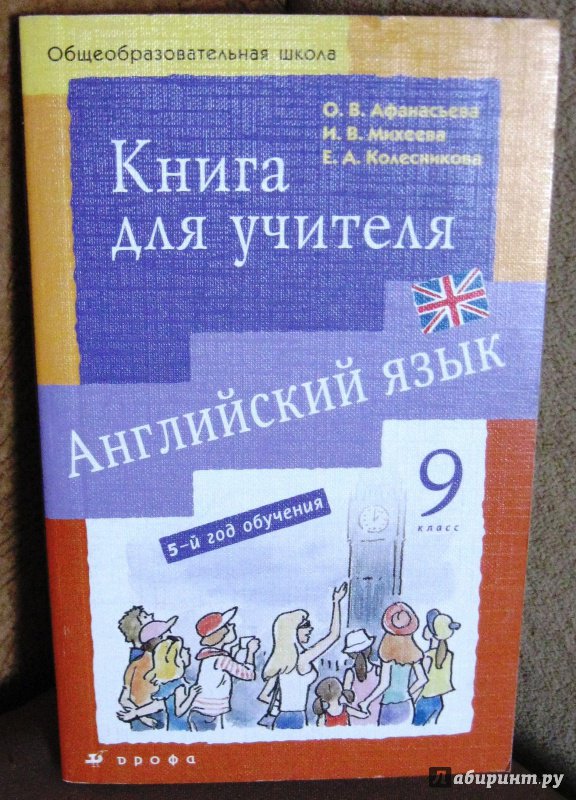 Общеобразовательная школа
О. В. Афанасьева
И. В. Михеева
Е. А. Колесникова
Книга
для учителя
Английский язык
9
класс
5-й год обучения
дрофа
Лабиринт.ру